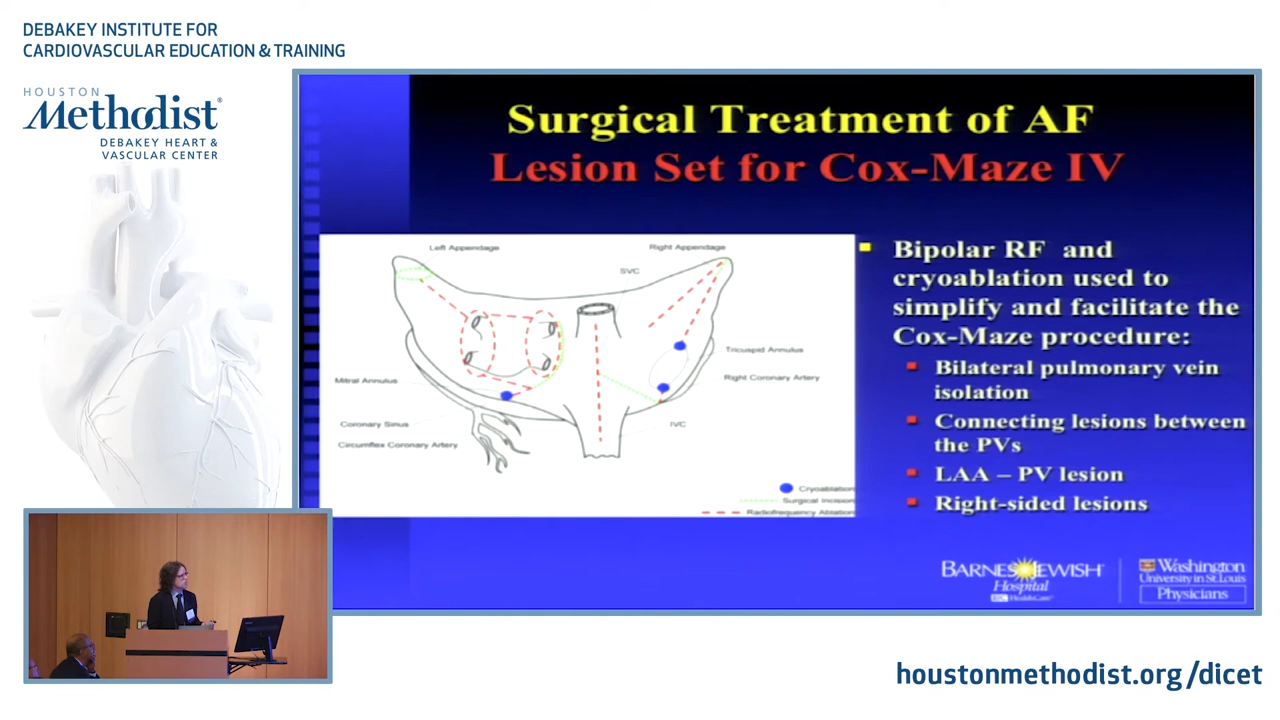 DEBAKEY INSTITUTE FOR
CARDIOVASCULAR EDUCATION & TRAINING
HOUSTON
Methodist®
DEBAKEY HEART &
VASCULAR CENTER
Surgical Treatment of AF
Lesion Set for Cox-Maze IV
Left Appendage
Right Appendage
SVC
Tricuspid Annulus
Mitral Annulus
Right Coronary Artery
Coronary Sinus
IVC
Circumflex Coronary Artery
Cryoablation
Surgical Incision
Radiofrequency Ablation
Bipolar RF and
cryoablation used to
simplify and facilitate the
Cox-Maze procedure:
Bilateral pulmonary vein
isolation
Connecting lesions between
the PVs
LAA – PV lesion
Right-sided lesions
BARNES JEWISH
Hospital
BJC HealthCare
Washington
University in St. Louis
Physicians
houstonmethodist.org/dicet